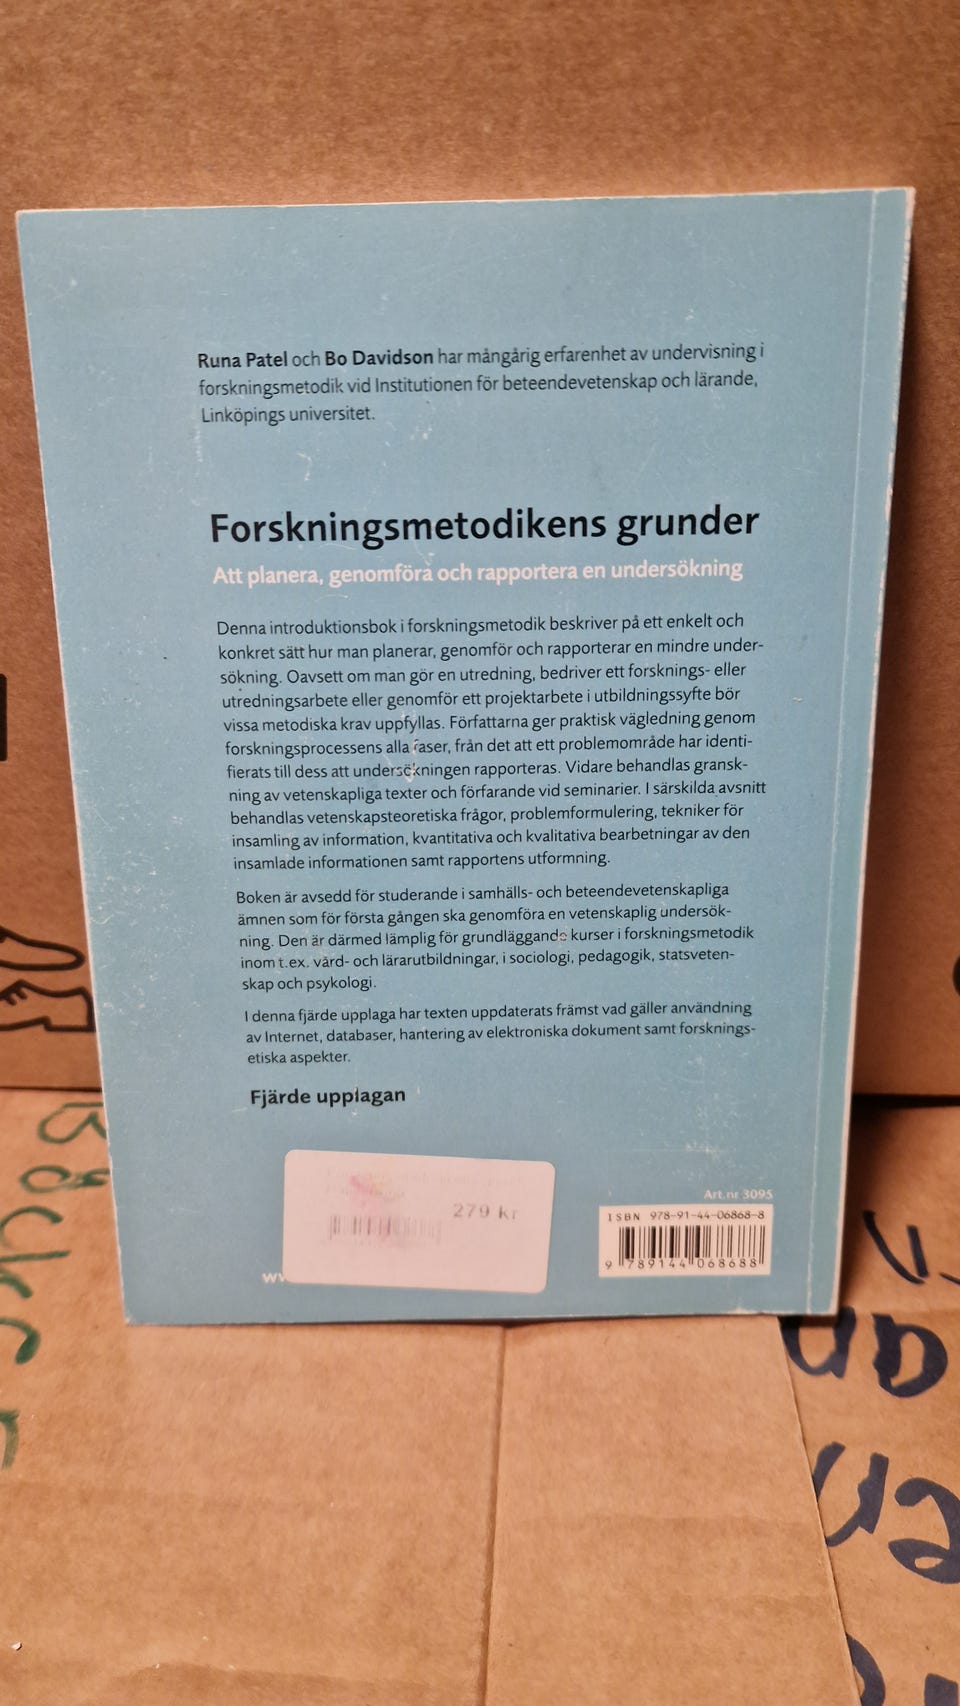 Runa Patel och Bo Davidson har mångårig erfarenhet av undervisning i
forskningsmetodik vid Institutionen för beteendevetenskap och lärande,
Linköpings universitet.
Forskningsmetodikens grunder
Att planera, genomföra och rapportera en undersökning
Denna introduktionsbok i forskningsmetodik beskriver på ett enkelt och
konkret sätt hur man planerar, genomför och rapporterar en mindre under-
sökning. Oavsett om man gör en utredning, bedriver ett forsknings- eller
utredningsarbete eller genomför ett projektarbete i utbildningssyfte bör
vissa metodiska krav uppfyllas. Författarna ger praktisk vägledning genom
forskningsprocessens alla faser, från det att ett problemområde har identi-
fierats till dess att undersökningen rapporteras. Vidare behandlas gransk-
ning av vetenskapliga texter och förfarande vid seminarier. I särskilda avsnitt
behandlas vetenskapsteoretiska frågor, problemformulering, tekniker för
insamling av information, kvantitativa och kvalitativa bearbetningar av den
insamlade informationen samt rapportens utformning.
Boken är avsedd för studerande i samhälls- och beteendevetenskapliga
ämnen som för första gången ska genomföra en vetenskaplig undersök-
ning. Den är därmed lämplig för grundläggande kurser i forskningsmetodik
inom t.ex. vård- och lärarutbildningar, i sociologi, pedagogik, statsveten-
skap och psykologi.
I denna fjärde upplaga har texten uppdaterats främst vad gäller användning
av Internet, databaser, hantering av elektroniska dokument samt forsknings-
etiska aspekter.
Fjärde upplagan
279 kr
Art.nr 3095
ISBN 978-91-44-06868-8
9 789144 068688
Böcker